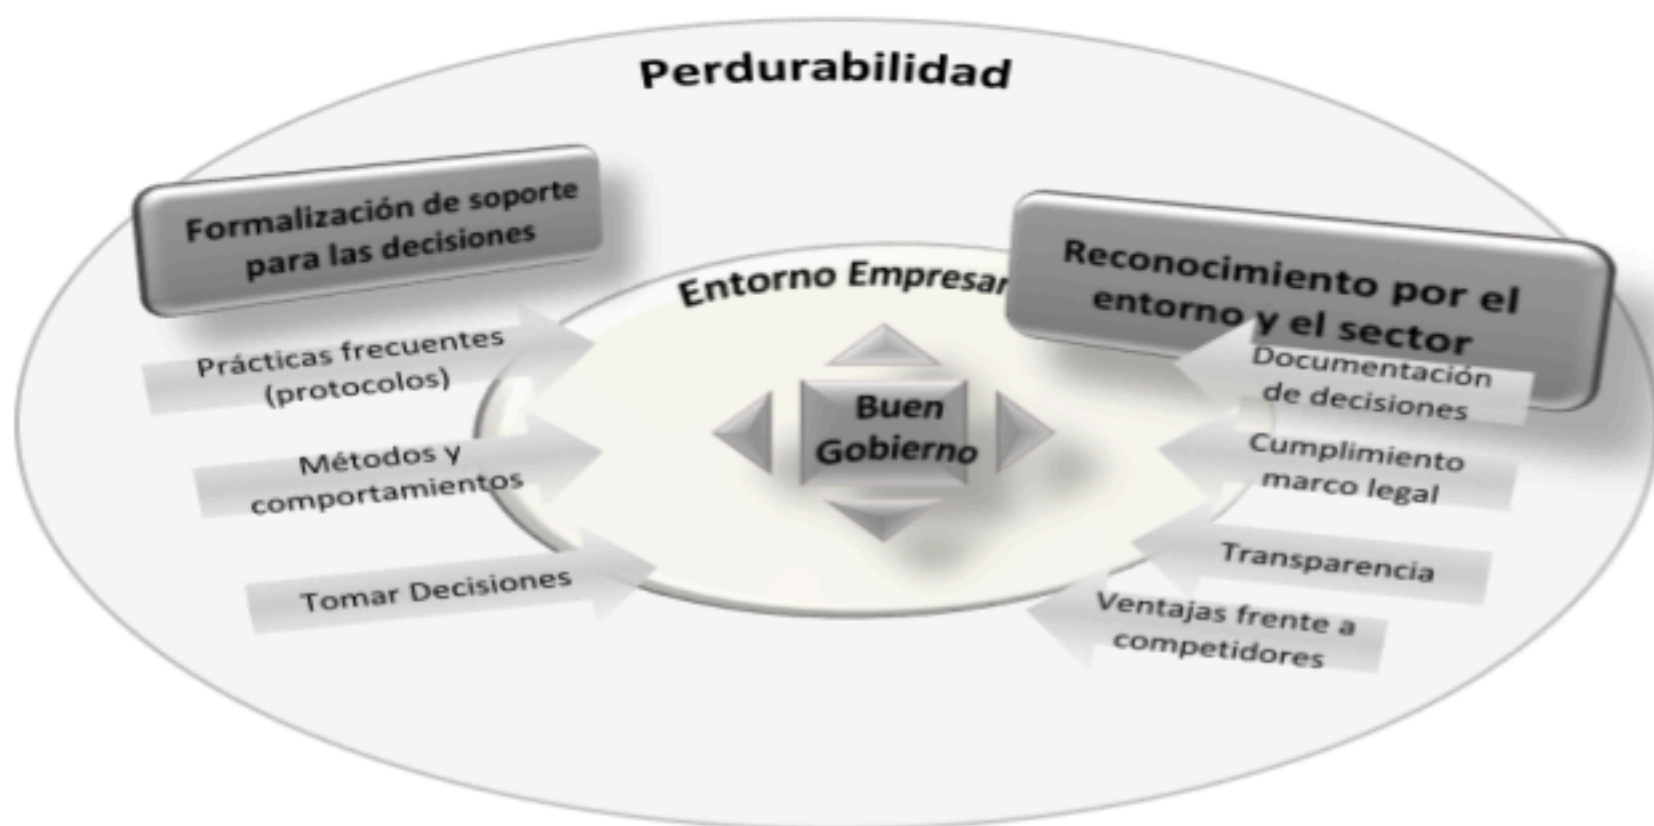 Perdurabilidad
Formalización de soporte
para las decisiones
Prácticas frecuentes
(protocolos)
Métodos y
comportamientos
Tomar Decisiones
Entorno Empresar
Buen
Gobierno
Reconocimiento por el
entorno y el sector
Documentación
de decisiones
Cumplimiento
marco legal
Transparencia
Ventajas frente a
competidores